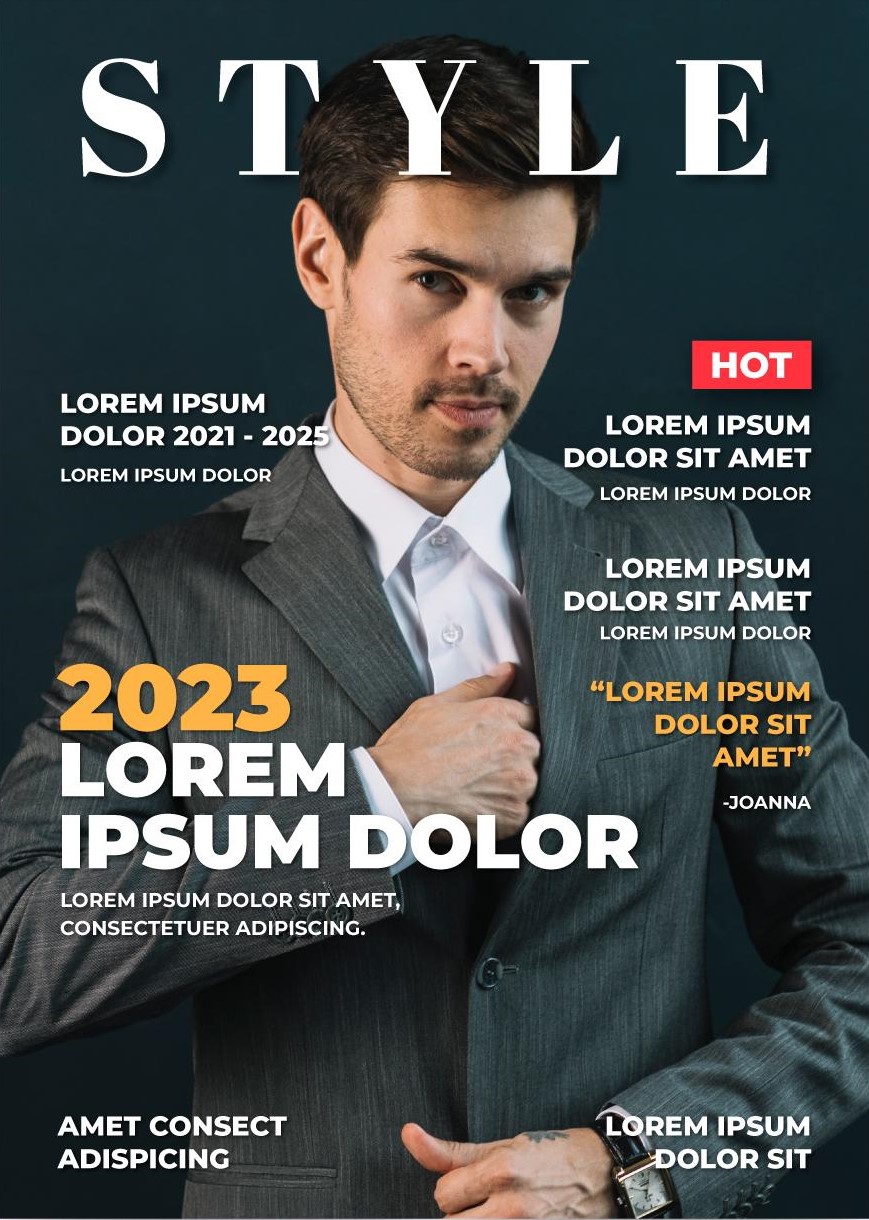 STYLE
LOREM IPSUM
DOLOR 2021 - 2025
LOREM IPSUM DOLOR
HOT
LOREM IPSUM
DOLOR SIT AMET
LOREM IPSUM DOLOR
LOREM IPSUM
DOLOR SIT AMET
LOREM IPSUM DOLOR
“LOREM IPSUM
DOLOR SIT
AMET”
-JOANNA
2023
LOREM
IPSUM DOLOR
LOREM IPSUM DOLOR SIT AMET,
CONSECTETUER ADIPISCING.
AMET CONSECT
ADISPICING
LOREM IPSUM
DOLOR SIT